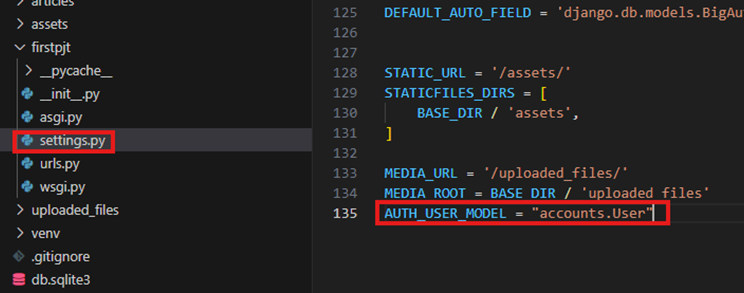 articles
assets
firstpjt
__pycache__
__init__.py
asgi.py
settings.py
urls.py
wsgi.py
uploaded_files
venv
.gitignore
db.sqlite3
125 DEFAULT_AUTO_FIELD = 'django.db.models.BigAu
126
127
128 STATIC_URL = '/assets/'
129 STATICFILES_DIRS = [
130 BASE_DIR / 'assets',
131 ]
132
133 MEDIA_URL = '/uploaded_files/'
134 MEDIA_ROOT = BASE_DIR / 'uploaded_files'
135 AUTH_USER_MODEL = "accounts.User"